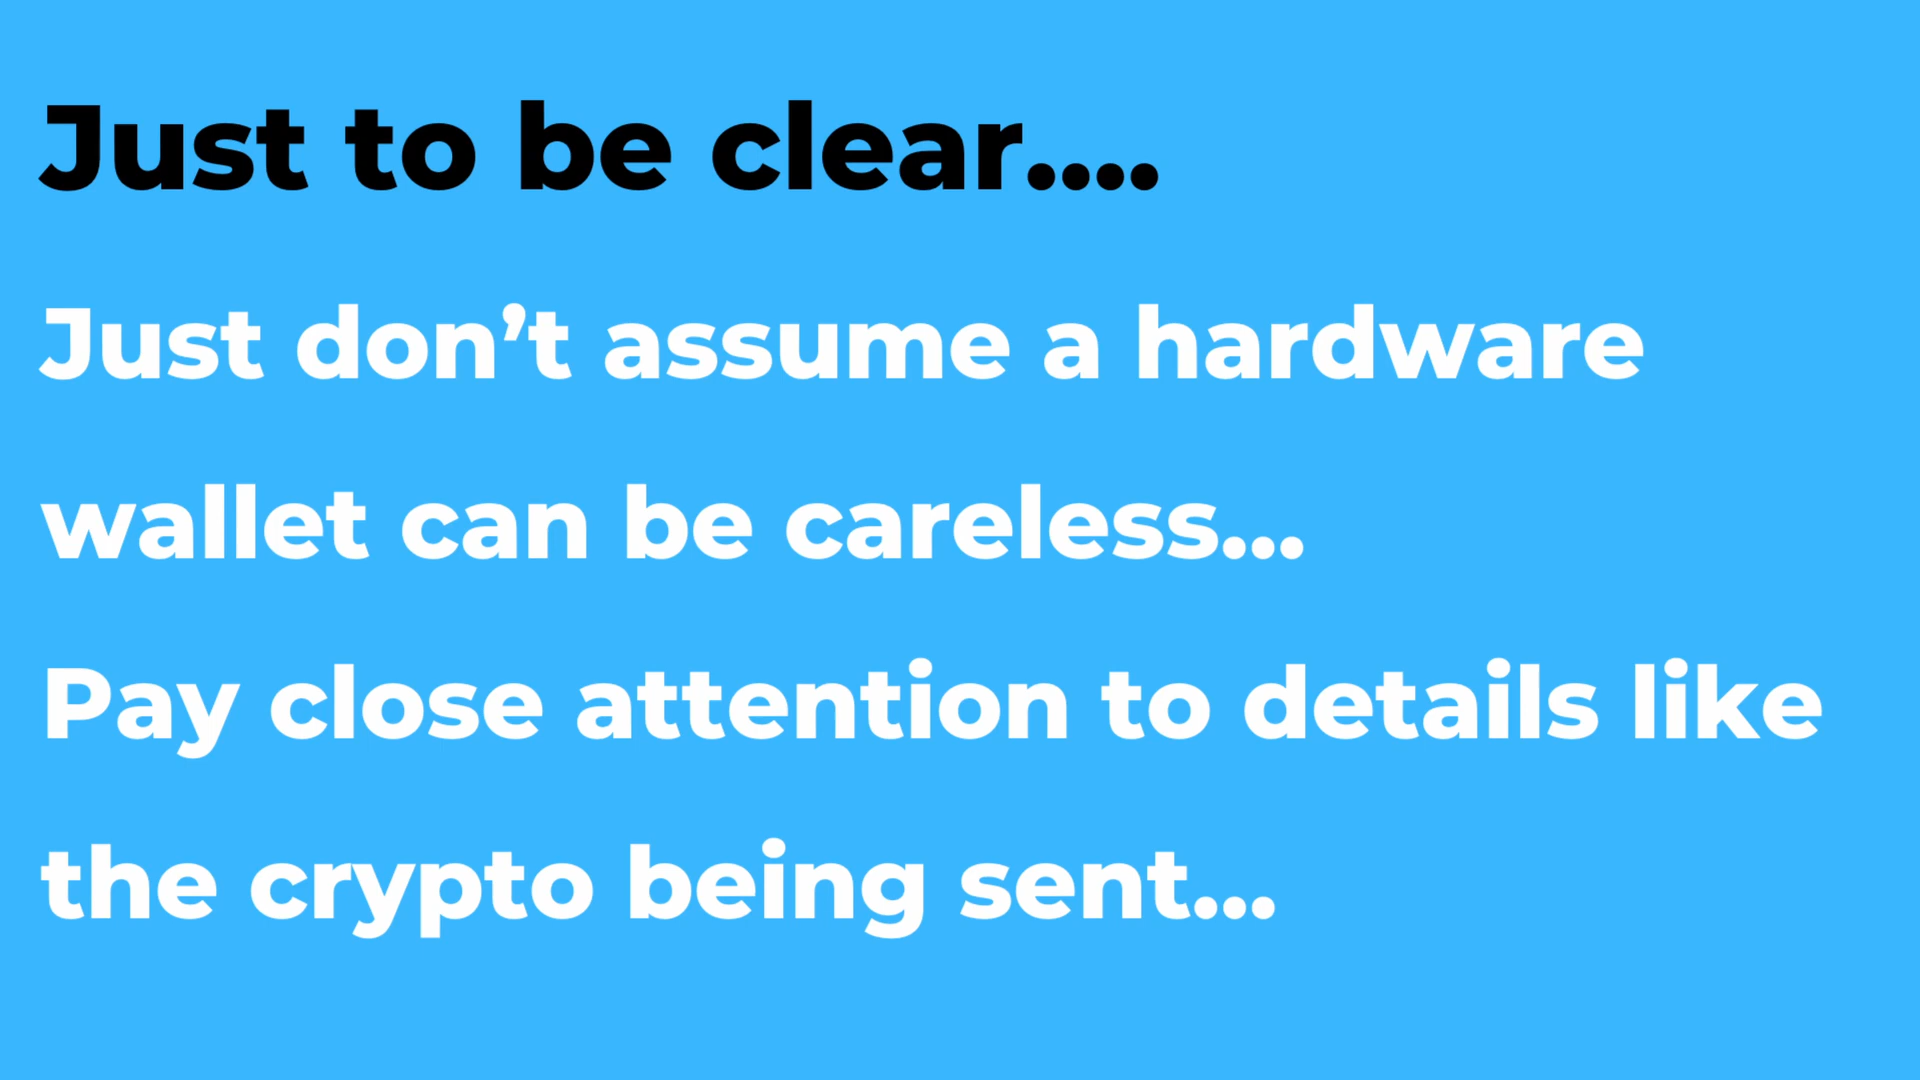 Just to be clear....
Just don’t assume a hardware
wallet can be careless...
Pay close attention to details like
the crypto being sent...